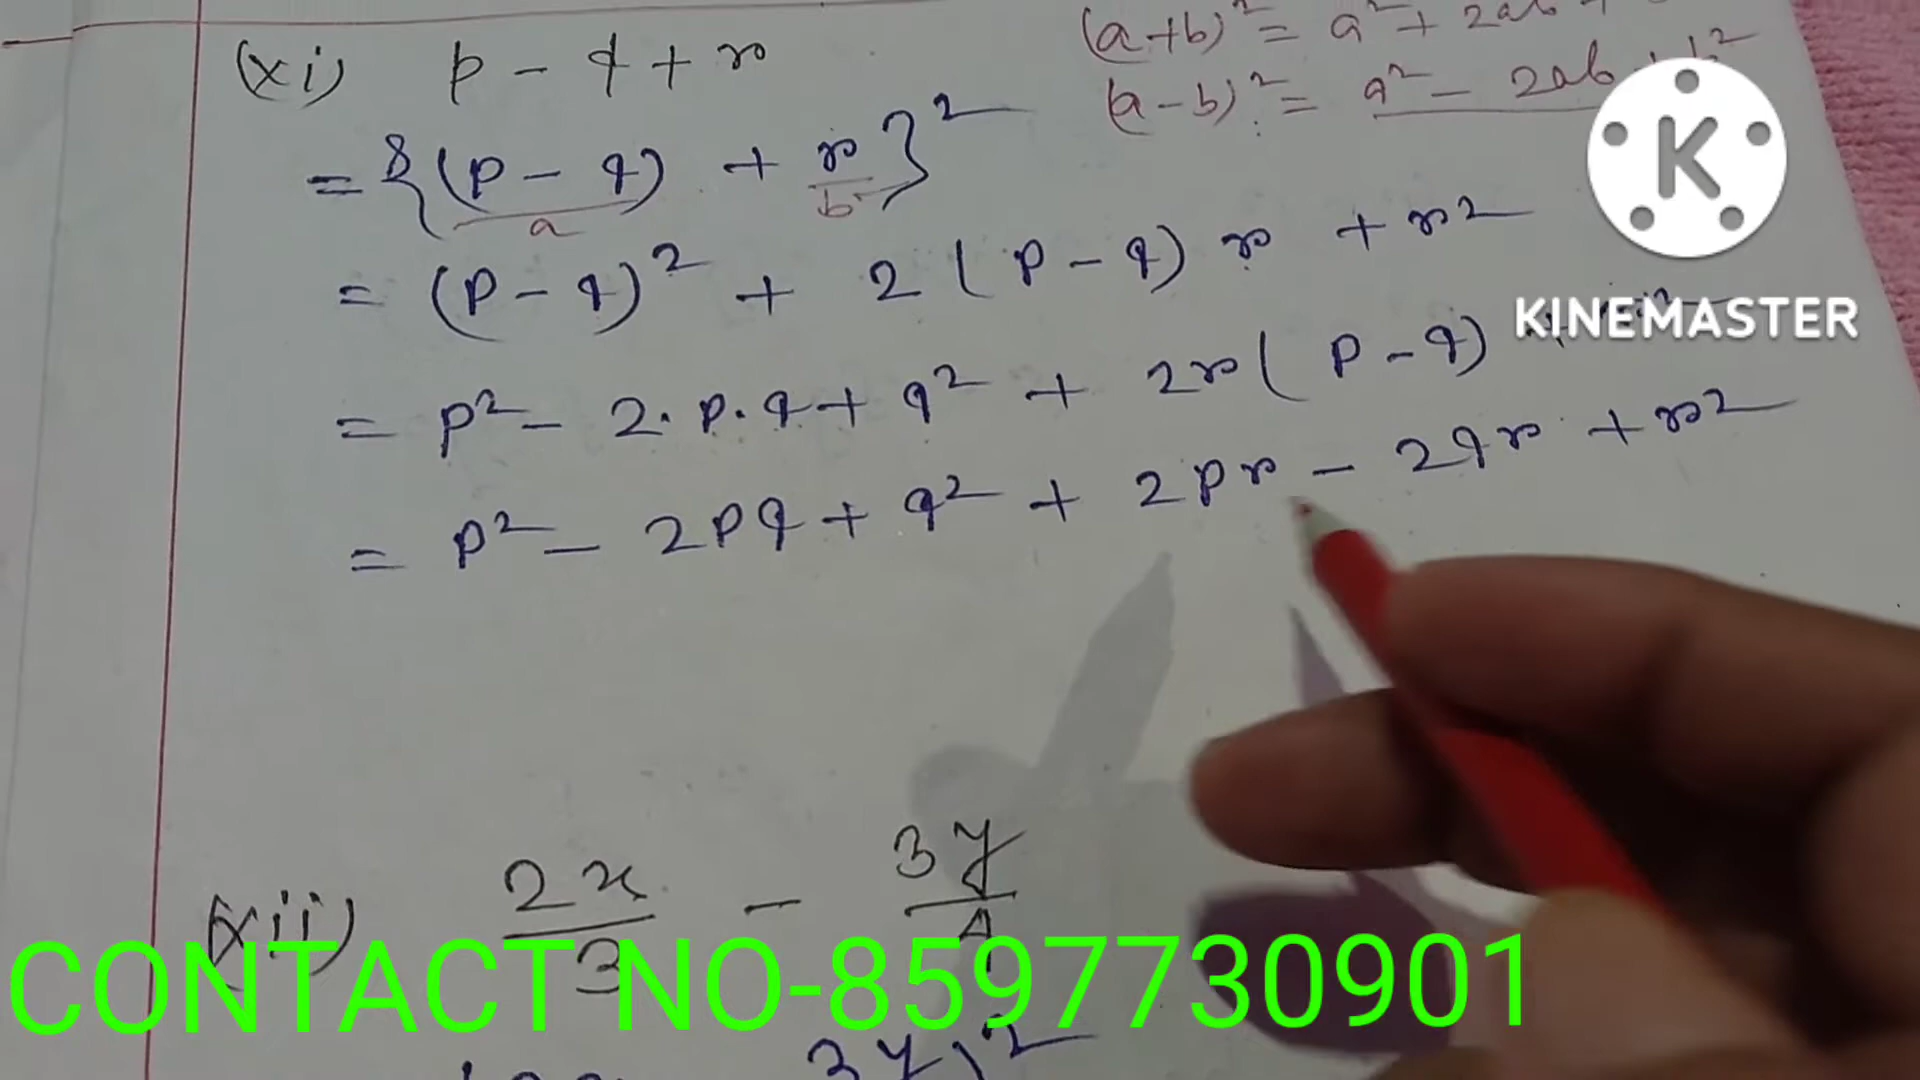 (a+b)² = a² + 2ab +
(a-b)² = a² - 2ab + b²
(xi) p - q + r
= {(p - q) + r}²
a b
= (p - q)² + 2(p - q) r + r²
= p² - 2·p·q + q² + 2r(p - q)
= p² - 2pq + q² + 2pr - 2qr + r²
K
KINEMASTER
(xii) 2x/3 - 3y/4
CONTACT NO-8597730901